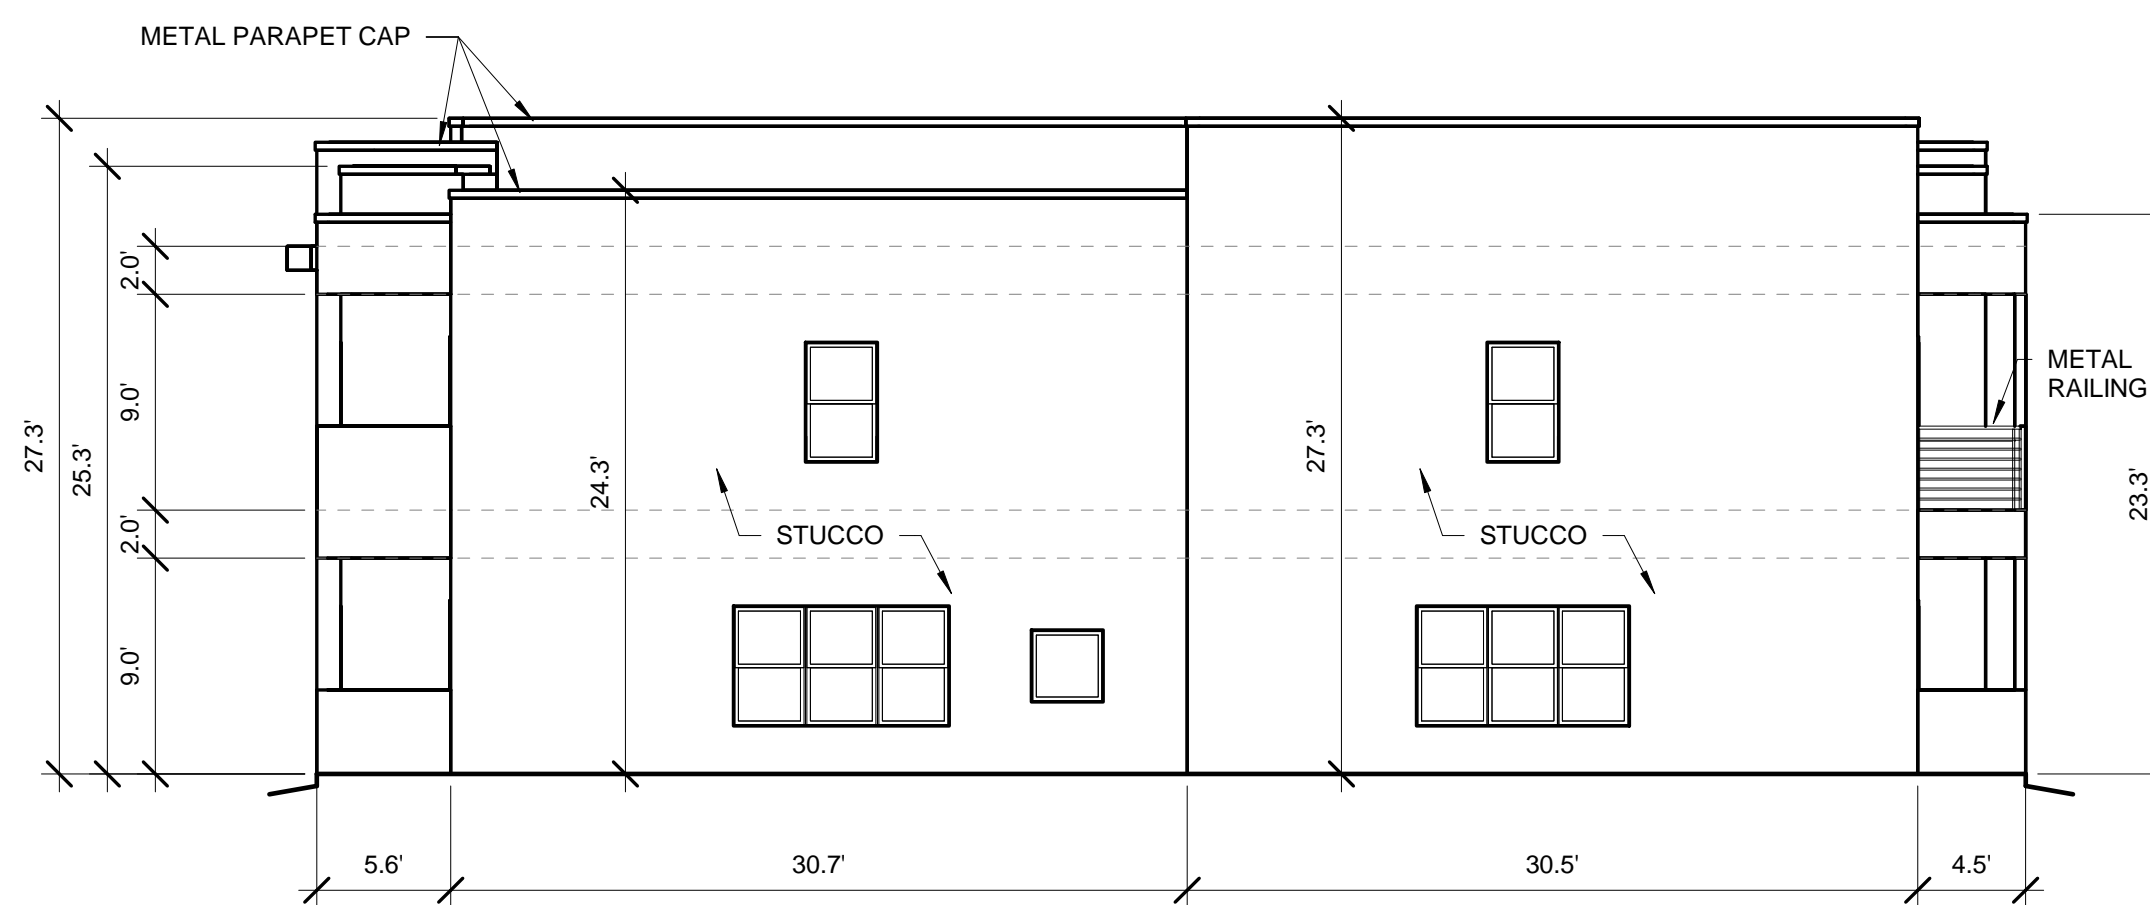 METAL PARAPET CAP
2.0'
9.0'
27.3'
25.3'
24.3'
27.3'
METAL
RAILING
23.3'
2.0'
STUCCO
STUCCO
9.0'
5.6'
30.7'
30.5'
4.5'